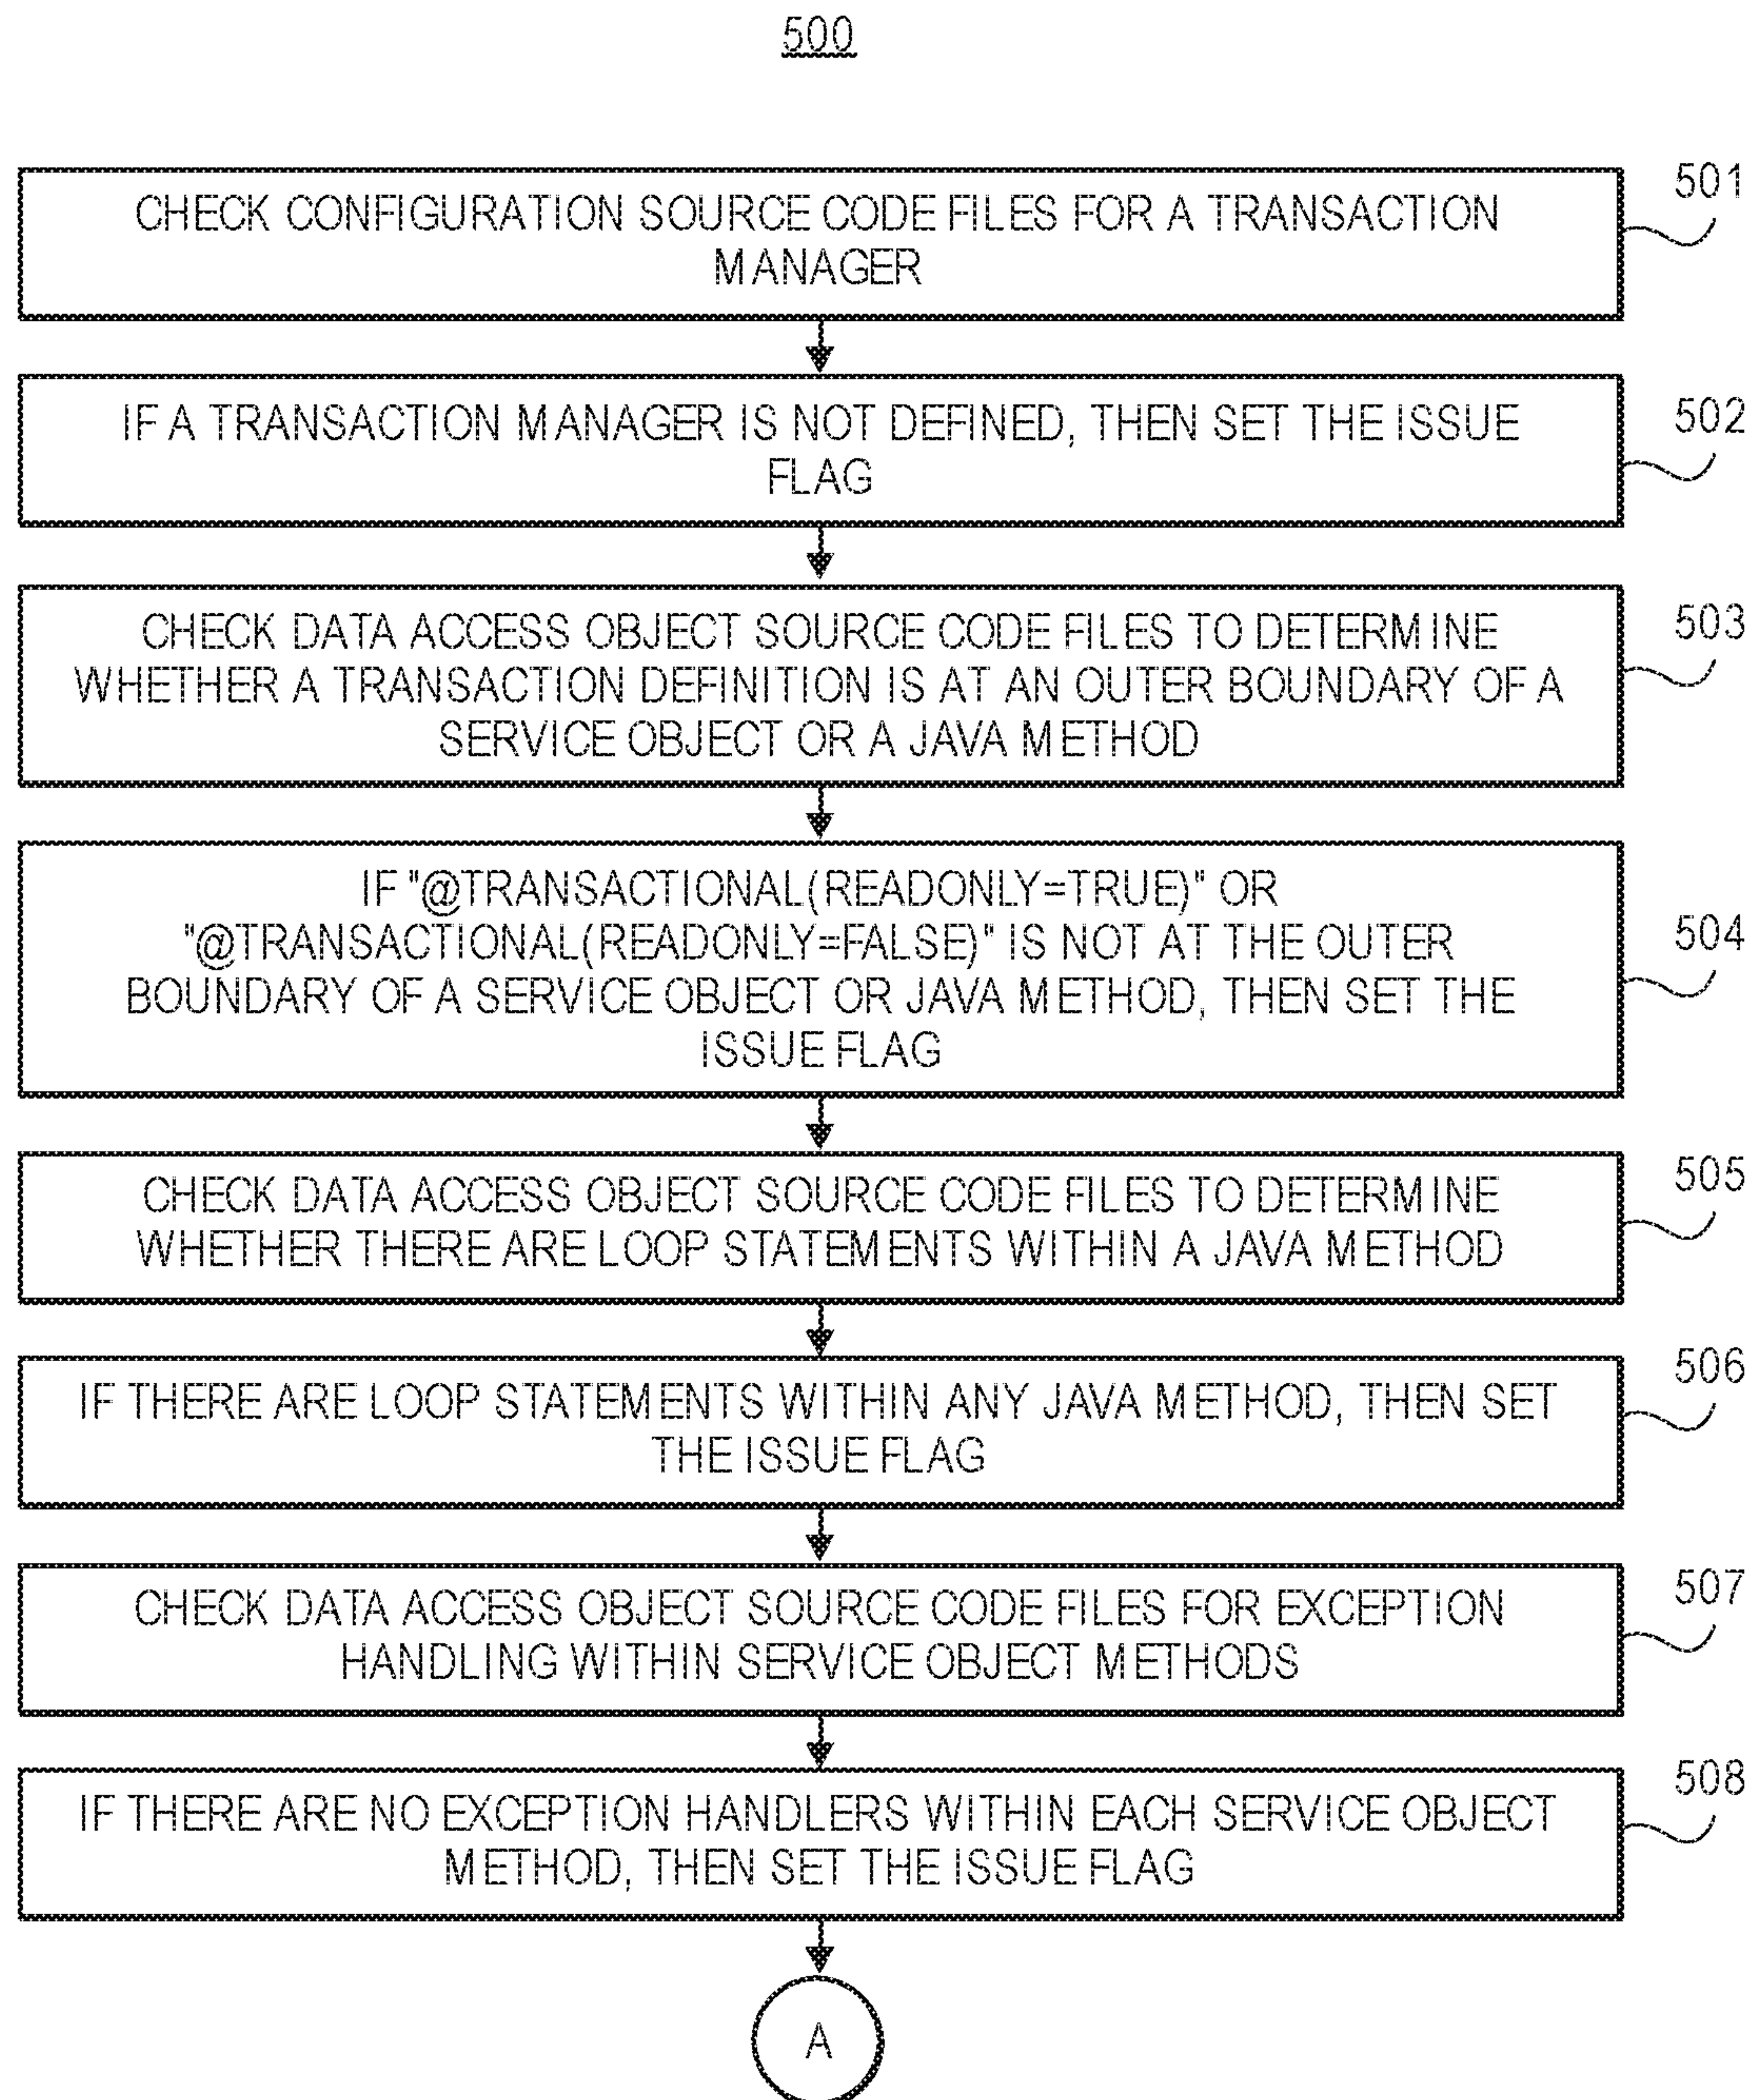 500
CHECK CONFIGURATION SOURCE CODE FILES FOR A TRANSACTION
MANAGER
501
IF A TRANSACTION MANAGER IS NOT DEFINED, THEN SET THE ISSUE
FLAG
502
CHECK DATA ACCESS OBJECT SOURCE CODE FILES TO DETERMINE
WHETHER A TRANSACTION DEFINITION IS AT AN OUTER BOUNDARY OF A
SERVICE OBJECT OR A JAVA METHOD
503
IF "@TRANSACTIONAL(READONLY=TRUE)" OR
"@TRANSACTIONAL(READONLY=FALSE)" IS NOT AT THE OUTER
BOUNDARY OF A SERVICE OBJECT OR JAVA METHOD, THEN SET THE
ISSUE FLAG
504
CHECK DATA ACCESS OBJECT SOURCE CODE FILES TO DETERMINE
WHETHER THERE ARE LOOP STATEMENTS WITHIN A JAVA METHOD
505
IF THERE ARE LOOP STATEMENTS WITHIN ANY JAVA METHOD, THEN SET
THE ISSUE FLAG
506
CHECK DATA ACCESS OBJECT SOURCE CODE FILES FOR EXCEPTION
HANDLING WITHIN SERVICE OBJECT METHODS
507
IF THERE ARE NO EXCEPTION HANDLERS WITHIN EACH SERVICE OBJECT
METHOD, THEN SET THE ISSUE FLAG
508
A